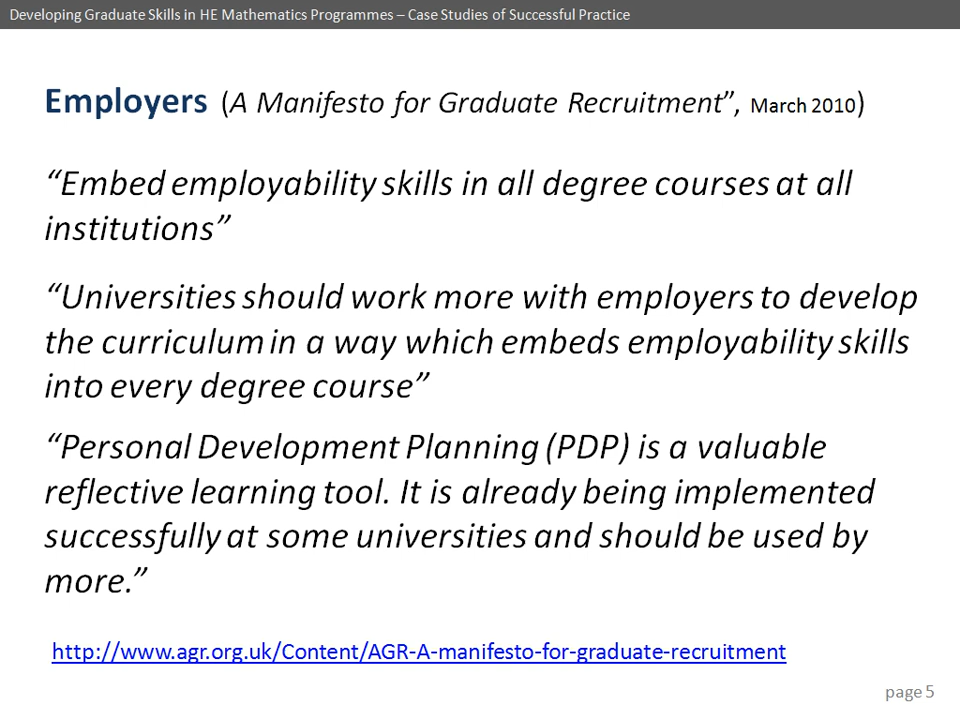 Developing Graduate Skills in HE Mathematics Programmes – Case Studies of Successful Practice
Employers (A Manifesto for Graduate Recruitment”, March 2010)
“Embed employability skills in all degree courses at all
institutions”
“Universities should work more with employers to develop
the curriculum in a way which embeds employability skills
into every degree course”
“Personal Development Planning (PDP) is a valuable
reflective learning tool. It is already being implemented
successfully at some universities and should be used by
more.”
http://www.agr.org.uk/Content/AGR-A-manifesto-for-graduate-recruitment
page 5